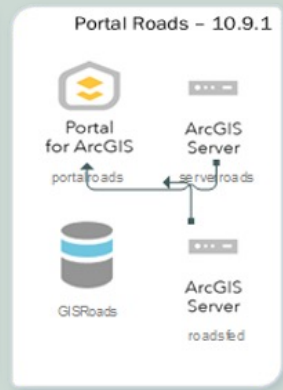 Portal Roads – 10.9.1
Portal
for ArcGIS
portalroads
ArcGIS
Server
serverroads
GISRoads
ArcGIS
Server
roadsfed